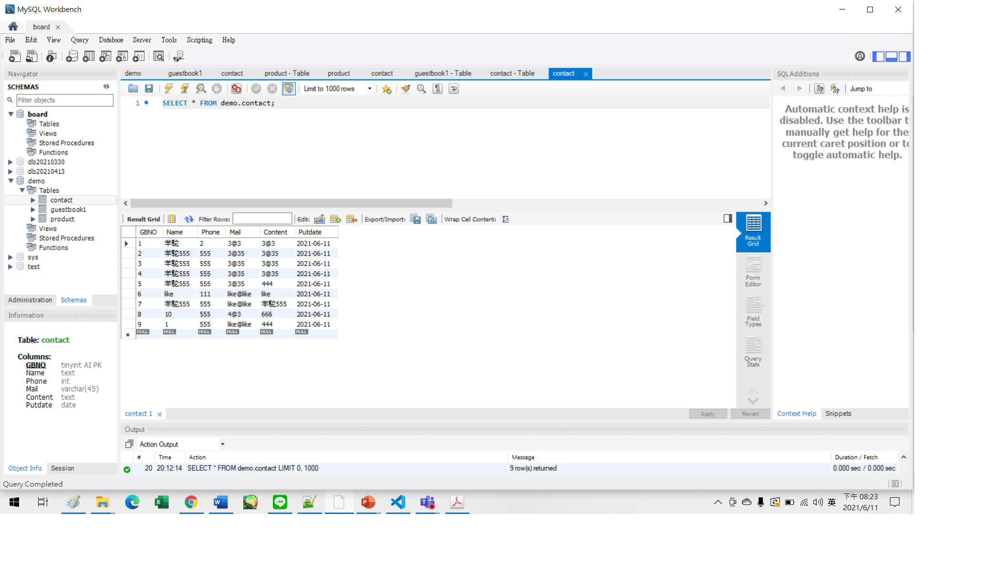 MySQL Workbench
board
File Edit View Query Database Server Tools Scripting Help
Navigator
SCHEMAS
Filter objects
board
Tables
Views
Stored Procedures
Functions
db20210330
db20210413
demo
Tables
contact
guestbook1
product
Views
Stored Procedures
Functions
sys
test
Administration Schemas
Information
Table: contact
Columns:
GBNO tinyint AI PK
Name text
Phone int
Mail varchar(45)
Content text
Putdate date
Object Info Session
demo guestbook1 contact product - Table product contact guestbook1 - Table contact - Table contact
Limit to 1000 rows
1 SELECT * FROM demo.contact;
Result Grid Filter Rows: Edit: Export/Import: Wrap Cell Content:
GBNO Name Phone Mail Content Putdate
1 羊駝 2 3@3 3@3 2021-06-11
2 羊駝555 555 3@35 3@35 2021-06-11
3 羊駝555 555 3@35 3@35 2021-06-11
4 羊駝555 555 3@35 3@35 2021-06-11
5 羊駝555 555 3@35 444 2021-06-11
6 like 111 like@like like 2021-06-11
7 羊駝555 555 like@like 羊駝555 2021-06-11
8 10 555 4@3 666 2021-06-11
9 1 555 like@like 444 2021-06-11
NULL NULL NULL NULL NULL NULL
Result
Grid
Form
Editor
Field
Types
Query
Stats
contact 1 Apply Revert
SQLAdditions
Jump to
Automatic context help is
disabled. Use the toolbar t
manually get help for the
current caret position or to
toggle automatic help.
Context Help Snippets
Output
Action Output
# Time Action Message Duration / Fetch
20 20:12:14 SELECT * FROM demo.contact LIMIT 0, 1000 9 row(s) returned 0.000 sec / 0.000 sec
Query Completed
英
下午 08:23
2021/6/11